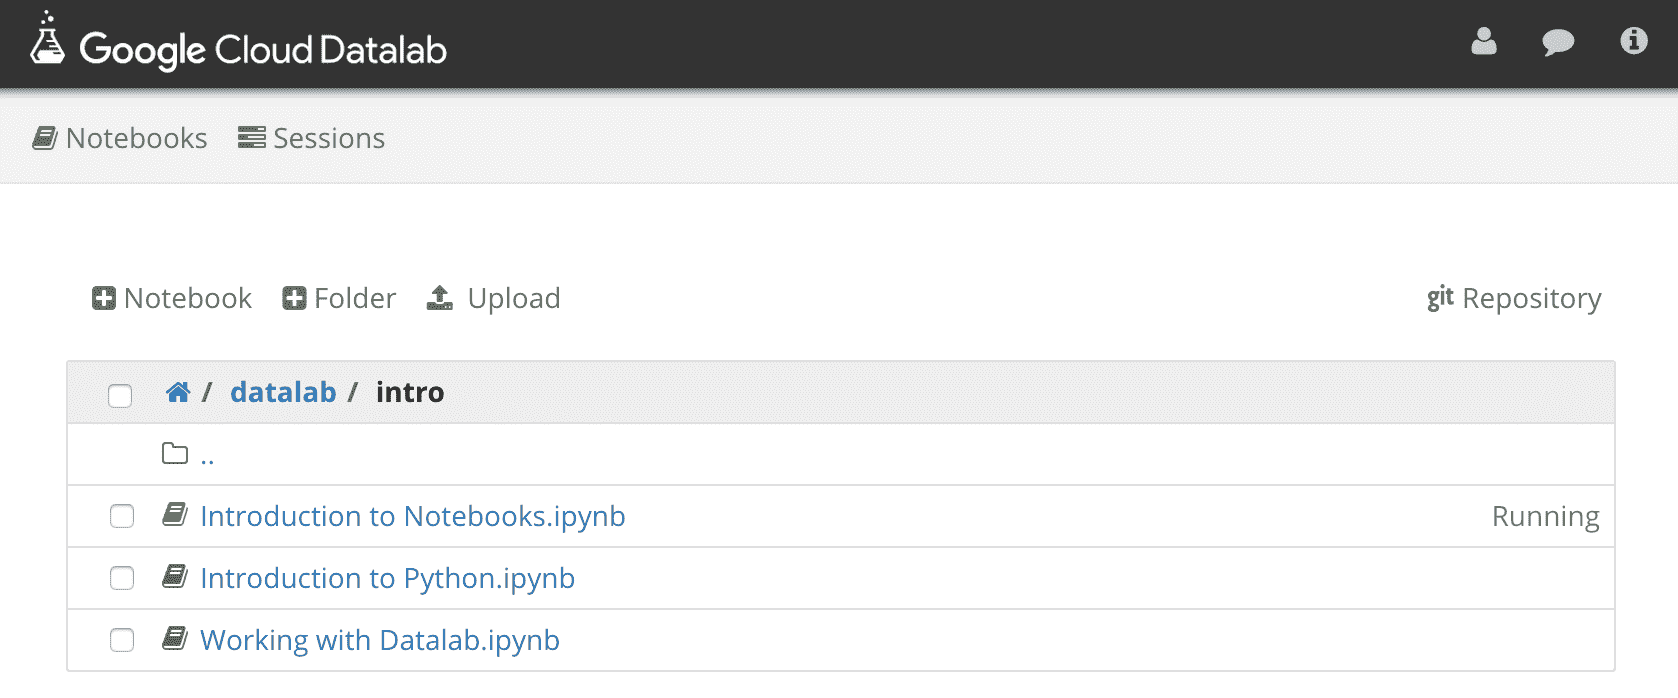 Google Cloud Datalab
Notebooks Sessions
Notebook Folder Upload git Repository
/ datalab / intro
..
Introduction to Notebooks.ipynb Running
Introduction to Python.ipynb
Working with Datalab.ipynb